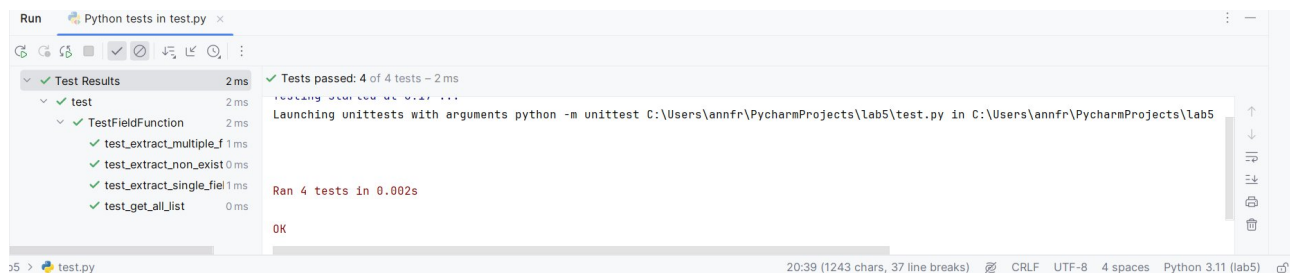 Run Python tests in test.py ×
Test Results 2 ms
test 2 ms
TestFieldFunction 2 ms
test_extract_multiple_f 1 ms
test_extract_non_exist 0 ms
test_extract_single_fiel 1 ms
test_get_all_list 0 ms
Tests passed: 4 of 4 tests – 2 ms
Launching unittests with arguments python -m unittest C:\Users\annfr\PycharmProjects\lab5\test.py in C:\Users\annfr\PycharmProjects\lab5
Ran 4 tests in 0.002s
OK
test.py 20:39 (1243 chars, 37 line breaks) CRLF UTF-8 4 spaces Python 3.11 (lab5)